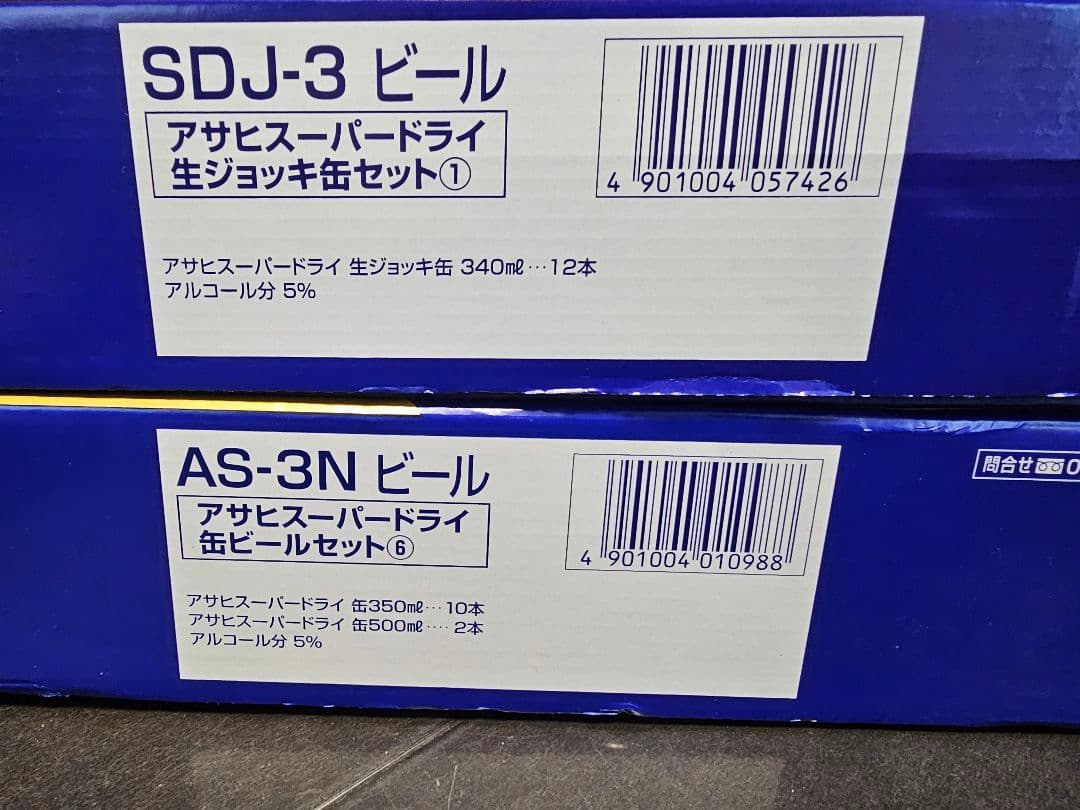 SDJ-3 ビール
アサヒスーパードライ
生ジョッキ缶セット①
4 901004 057426
アサヒスーパードライ 生ジョッキ缶 340㎖…12本
アルコール分 5%
AS-3N ビール
アサヒスーパードライ
缶ビールセット⑥
4 901004 010988
問合せ 0
アサヒスーパードライ 缶350㎖…10本
アサヒスーパードライ 缶500㎖‥‥2本
アルコール分 5%